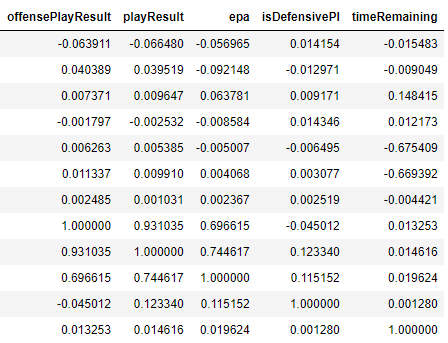 offensePlayResult playResult epa isDefensivePI timeRemaining
-0.063911 -0.066480 -0.056965 0.014154 -0.015483
0.040389 0.039519 -0.092148 -0.012971 -0.009049
0.007371 0.009647 0.063781 0.009171 0.148415
-0.001797 -0.002532 -0.008584 0.014346 0.012173
0.006263 0.005385 -0.005007 -0.006495 -0.675409
0.011337 0.009910 0.004068 0.003077 -0.669392
0.002485 0.001031 0.002367 0.002519 -0.004421
1.000000 0.931035 0.696615 -0.045012 0.013253
0.931035 1.000000 0.744617 0.123340 0.014616
0.696615 0.744617 1.000000 0.115152 0.019624
-0.045012 0.123340 0.115152 1.000000 0.001280
0.013253 0.014616 0.019624 0.001280 1.000000